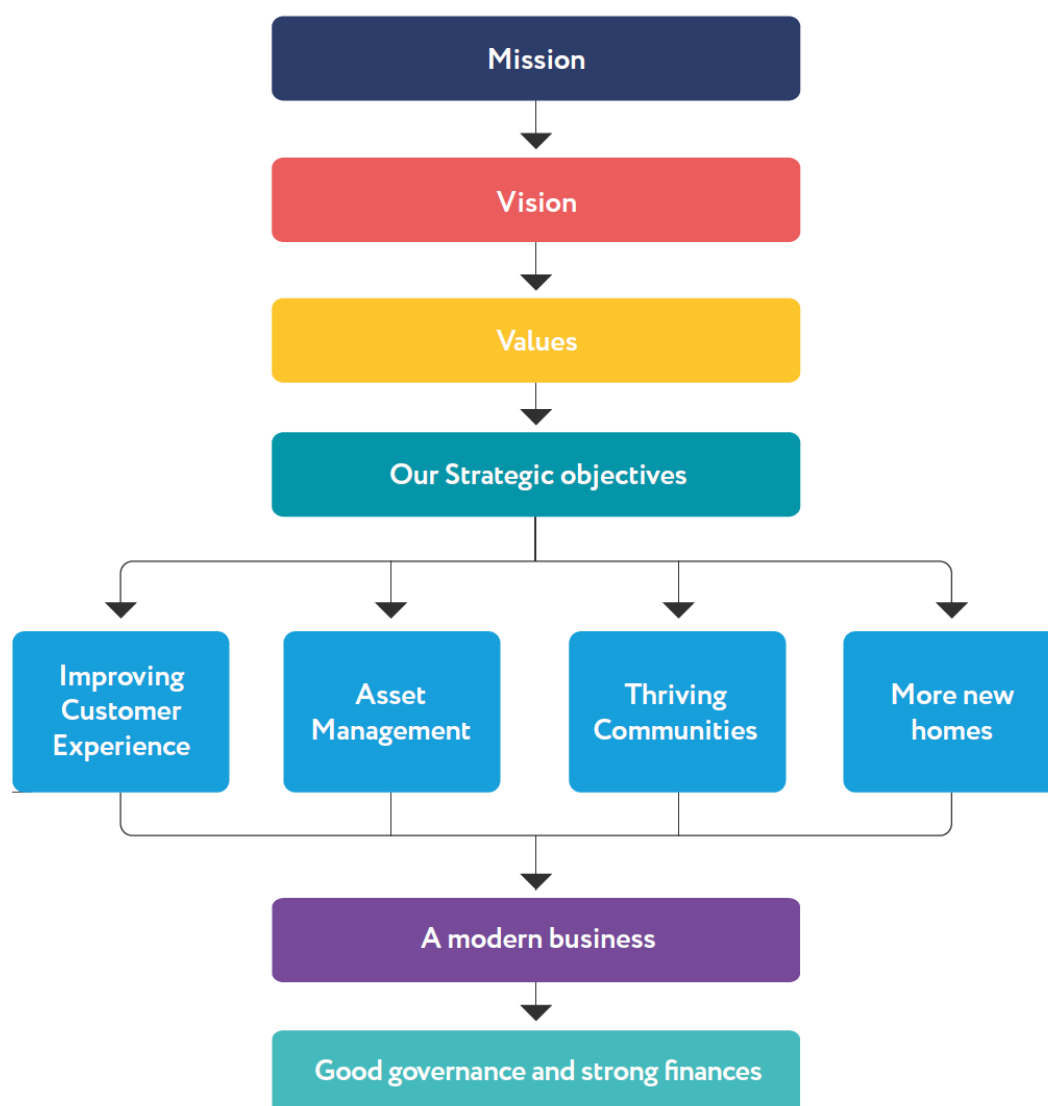 Mission
Vision
Values
Our Strategic objectives
Improving
Customer
Experience
Asset
Management
Thriving
Communities
More new
homes
A modern business
Good governance and strong finances